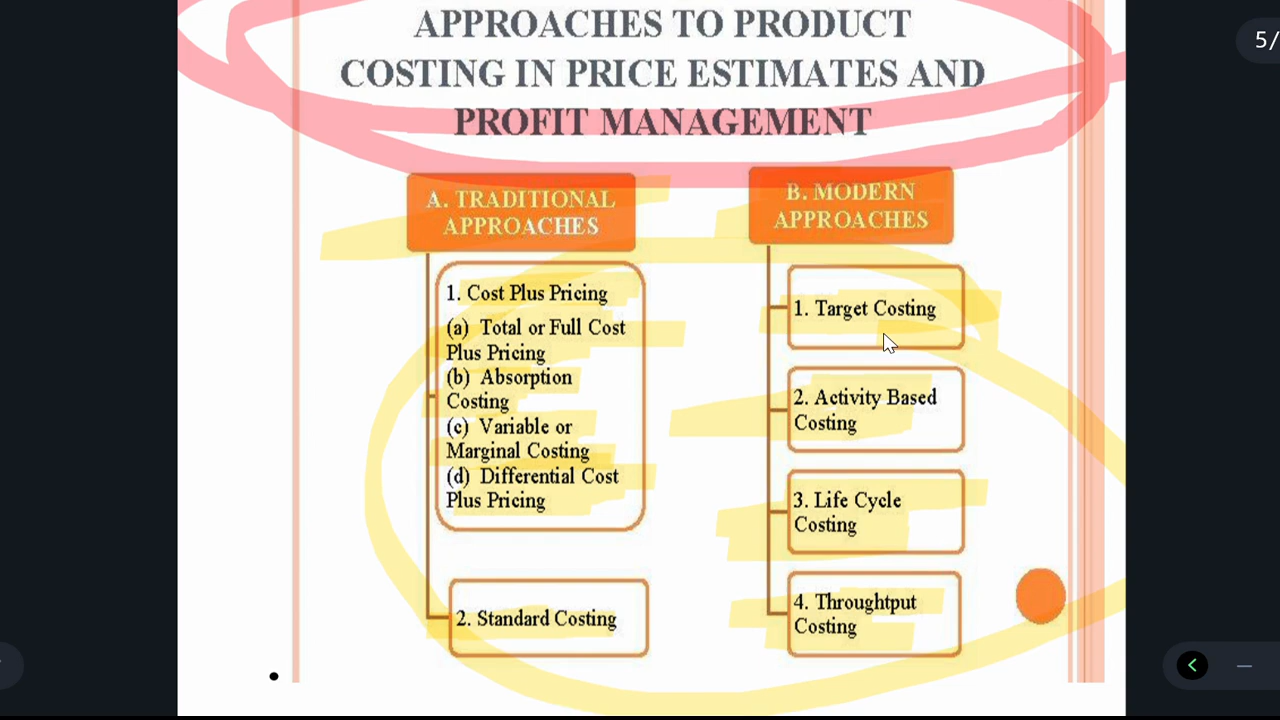 APPROACHES TO PRODUCT
COSTING IN PRICE ESTIMATES AND
PROFIT MANAGEMENT
5/
A. TRADITIONAL
APPROACHES
1. Cost Plus Pricing
(a) Total or Full Cost
Plus Pricing
(b) Absorption
Costing
(c) Variable or
Marginal Costing
(d) Differential Cost
Plus Pricing
2. Standard Costing
B. MODERN
APPROACHES
1. Target Costing
2. Activity Based
Costing
3. Life Cycle
Costing
4. Throughtput
Costing